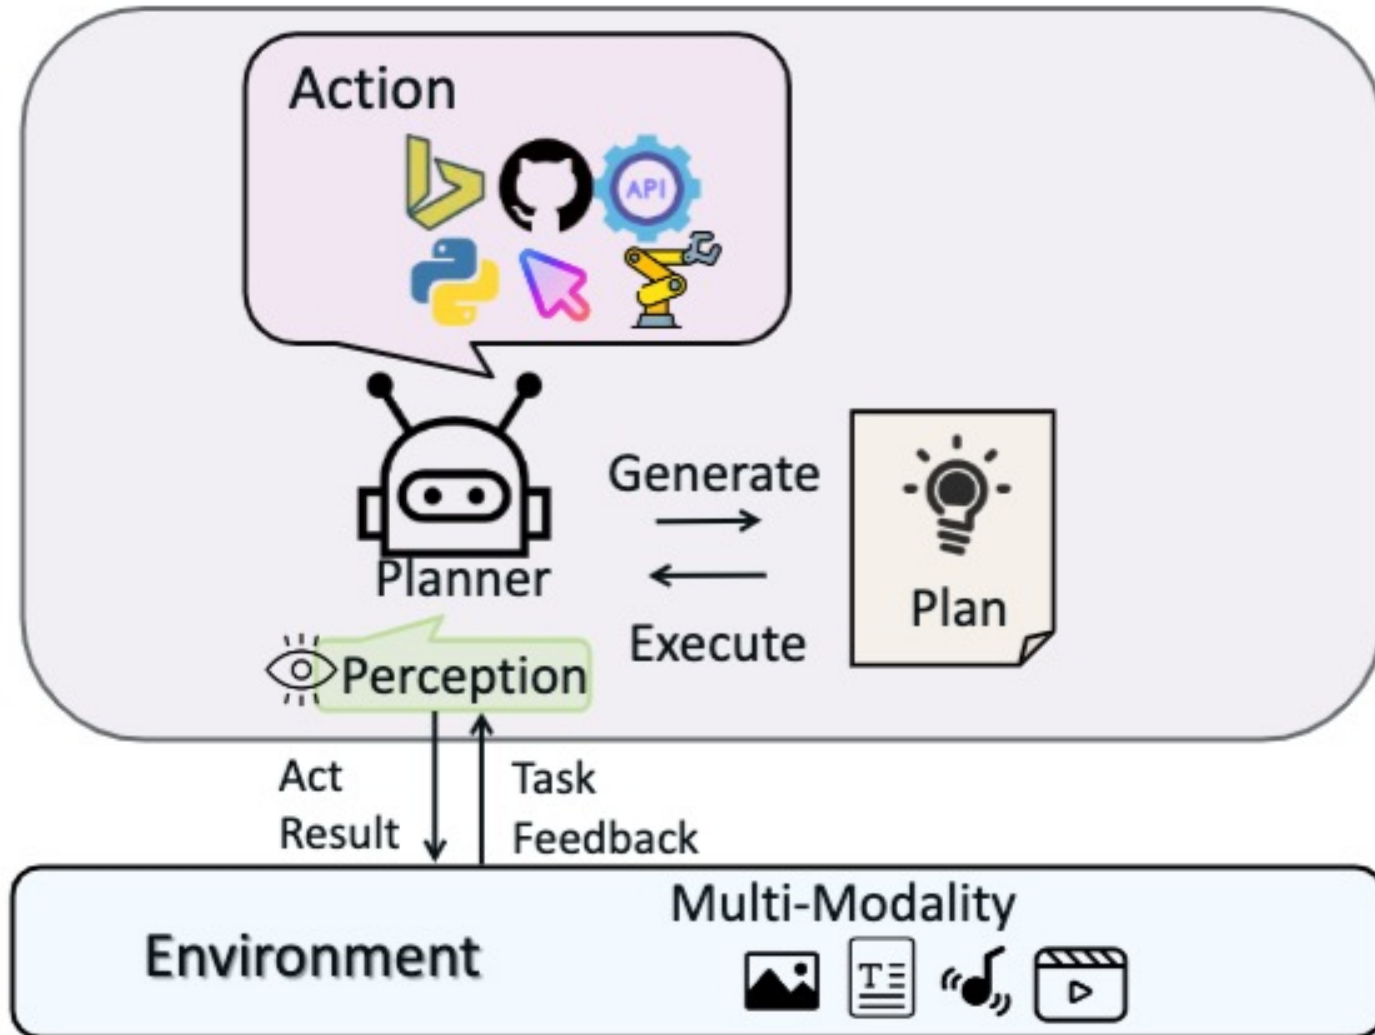 Action
API
Generate
Planner
Plan
Execute
Perception
Act
Result
Task
Feedback
Multi-Modality
Environment
T